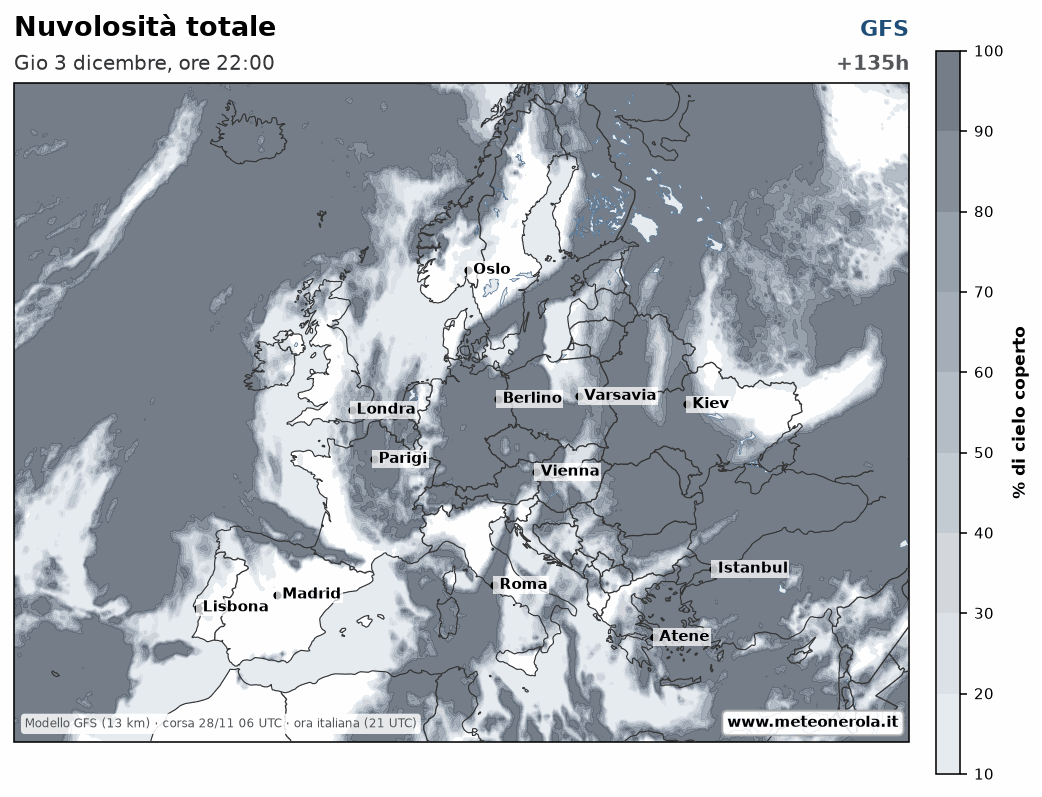 Nuvolosità totale
GFS
Gio 3 dicembre, ore 22:00
+135h
100
90
80
70
60
50
40
30
20
10
% di cielo coperto
Oslo
Londra
Berlino
Varsavia
Kiev
Parigi
Vienna
Istanbul
Roma
Madrid
Lisbona
Atene
Modello GFS (13 km) · corsa 28/11 06 UTC · ora italiana (21 UTC)
www.meteonerola.it